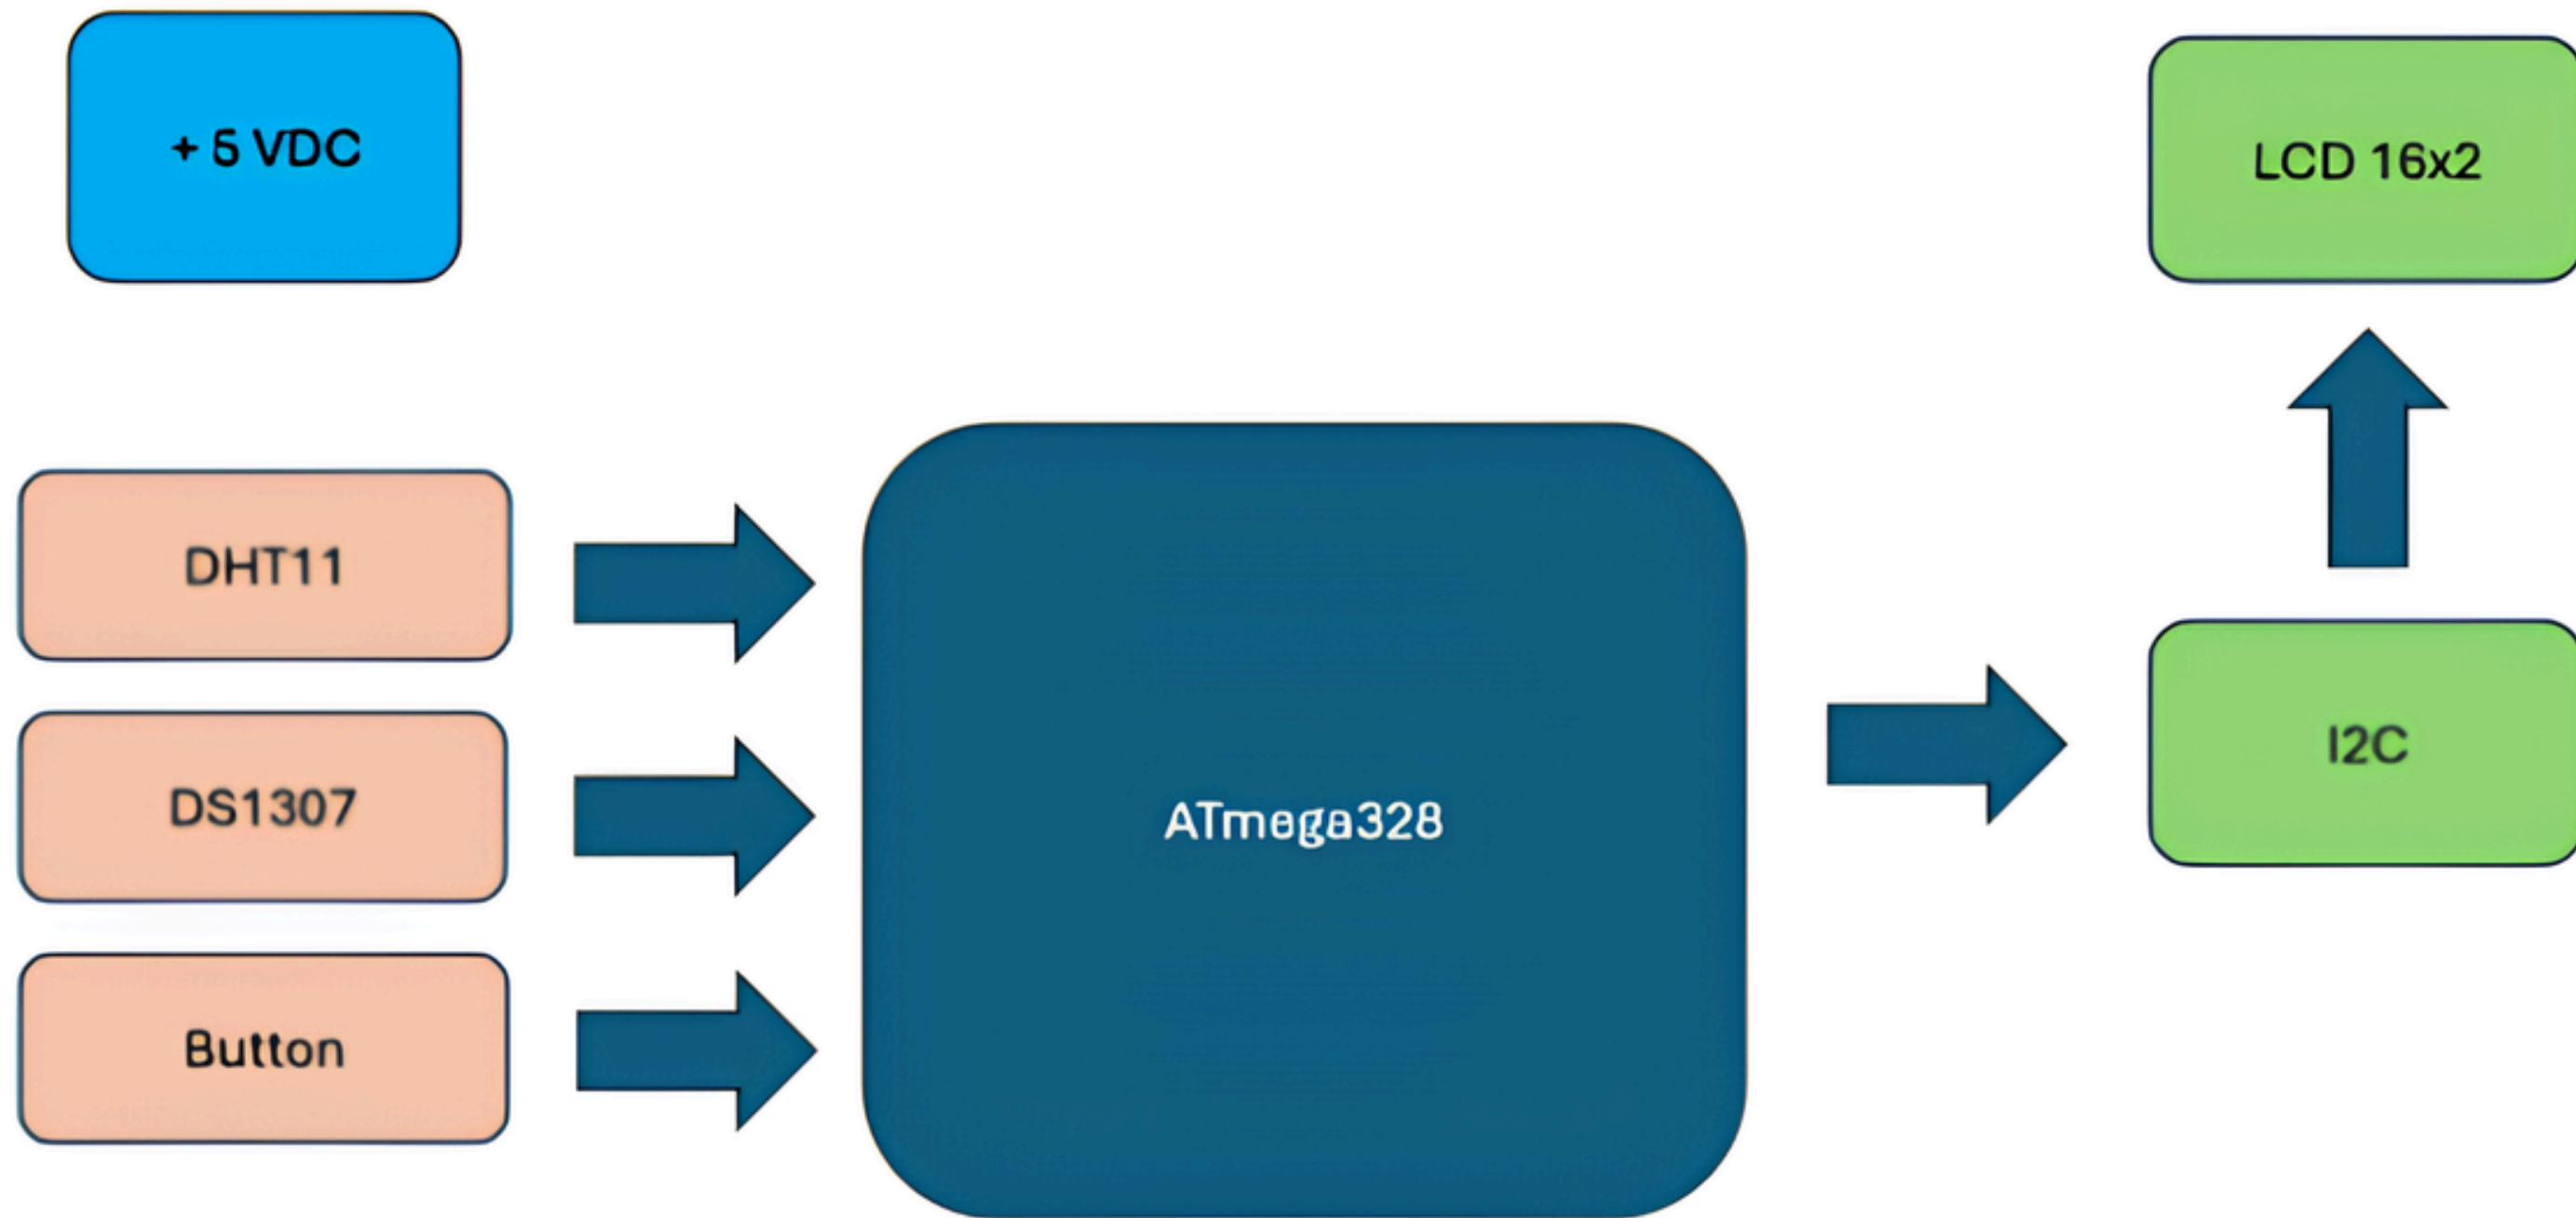 + 5 VDC
LCD 16x2
DHT11
DS1307
ATmega328
I2C
Button